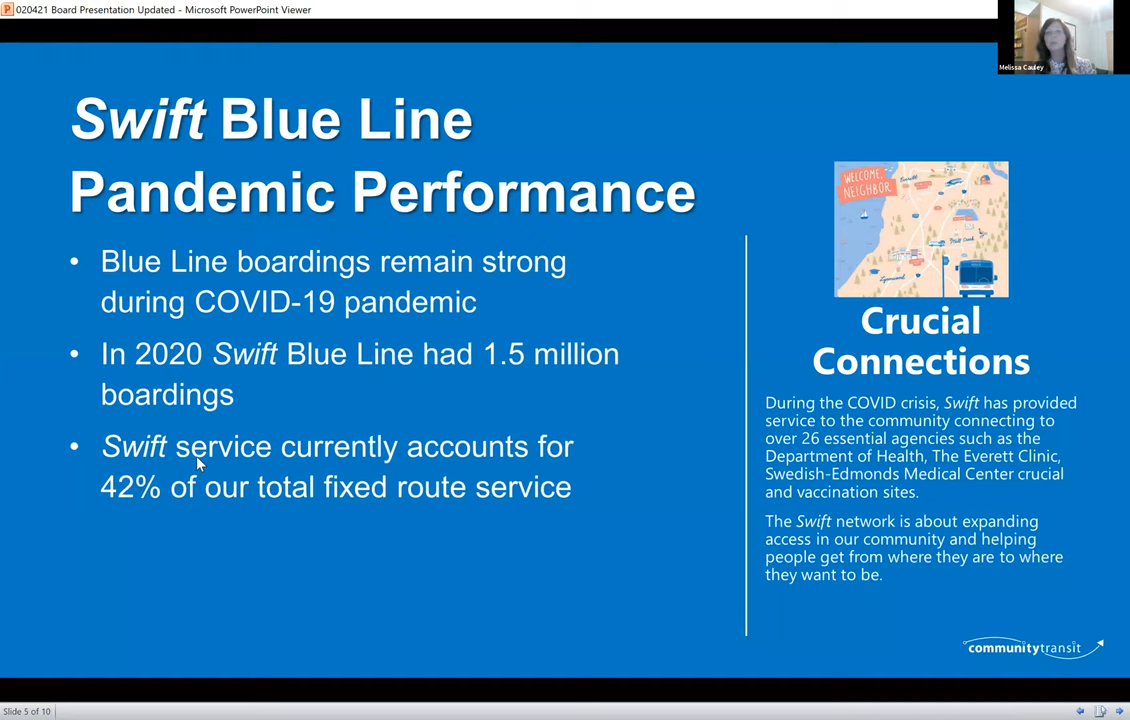 020421 Board Presentation Updated - Microsoft PowerPoint Viewer
Melissa Cauley
Swift Blue Line
Pandemic Performance
• Blue Line boardings remain strong
during COVID-19 pandemic
• In 2020 Swift Blue Line had 1.5 million
boardings
• Swift service currently accounts for
42% of our total fixed route service
WELCOME,
NEIGHBOR
Everett
Mill Creek
Edmonds
Crucial
Connections
During the COVID crisis, Swift has provided
service to the community connecting to
over 26 essential agencies such as the
Department of Health, The Everett Clinic,
Swedish-Edmonds Medical Center crucial
and vaccination sites.
The Swift network is about expanding
access in our community and helping
people get from where they are to where
they want to be.
communitytransit
Slide 5 of 10